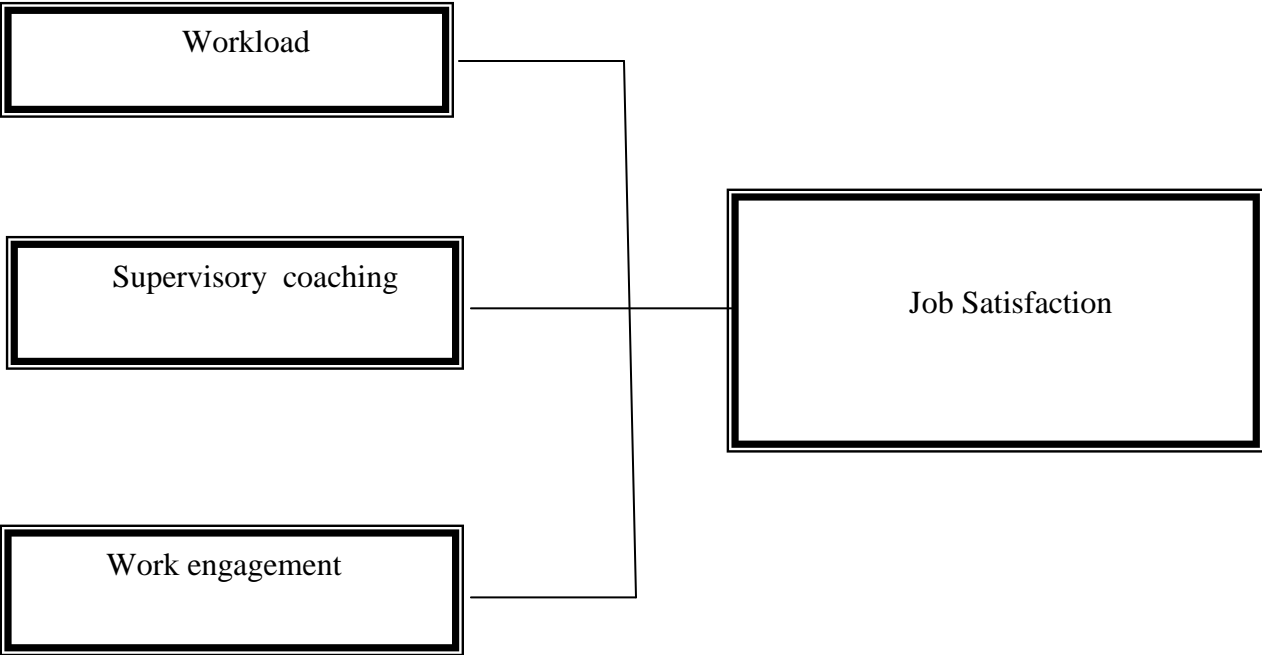 Workload
Supervisory  coaching
Job Satisfaction
Work engagement